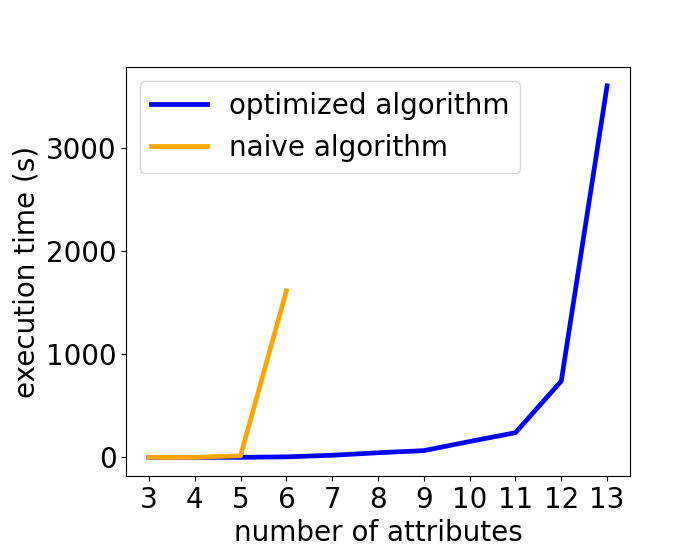 optimized algorithm
naive algorithm
execution time (s)
3000
2000
1000
0
3 4 5 6 7 8 9 10 11 12 13
number of attributes